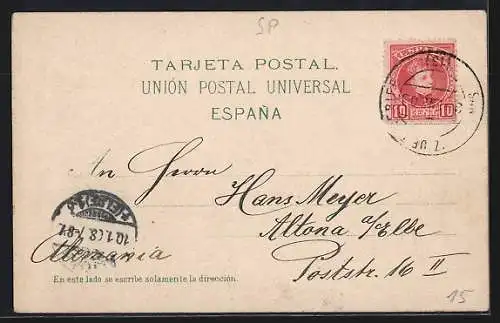 SP
TARJETA POSTAL.
UNIÓN POSTAL UNIVERSAL
ESPAÑA
10 10
An Herrn
Hans Meyer
Altona a/Elbe
Alemania
Poststr. 16 II
En este lado se escribe solamente la dirección.
15